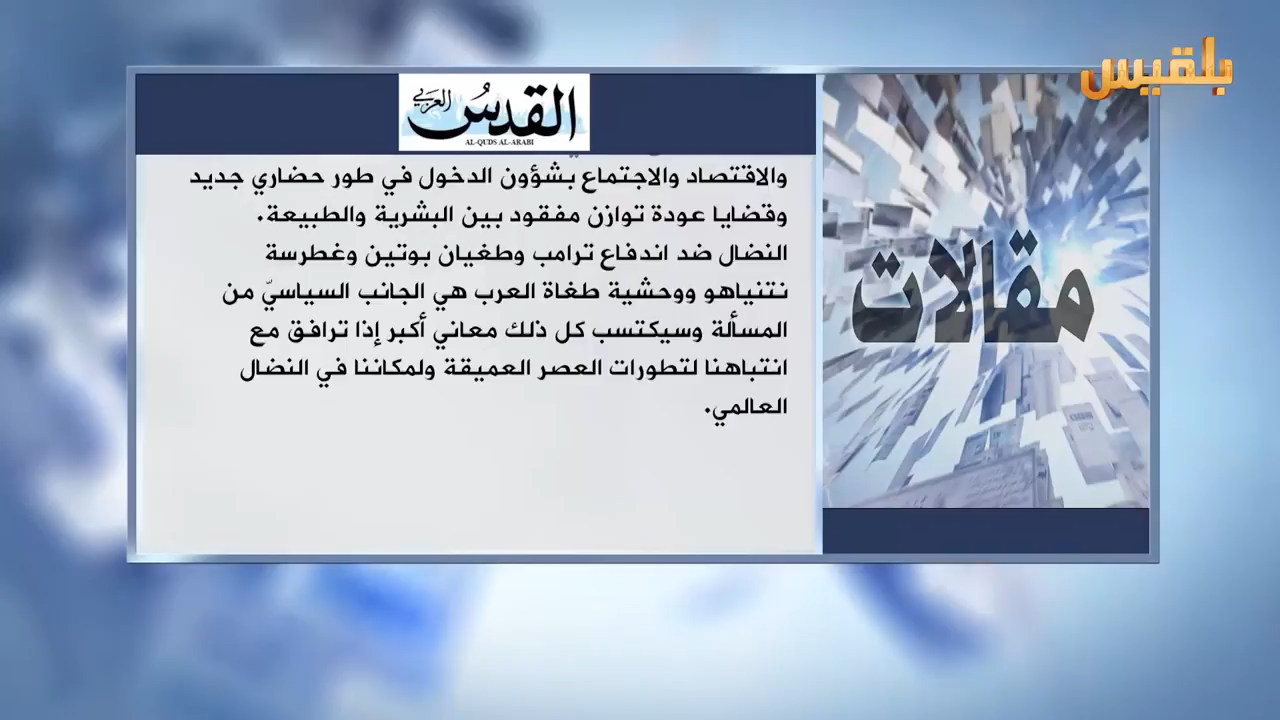 بلقيس
القدس العربي
AL-QUDS AL-ARABI
والاقتصاد والاجتماع بشؤون الدخول في طور حضاري جديد
وقضايا عودة توازن مفقود بين البشرية والطبيعة.
النضال ضد اندفاع ترامب وطغيان بوتين وغطرسة
نتنياهو ووحشية طغاة العرب هي الجانب السياسيّ من
المسألة وسيكتسب كل ذلك معاني أكبر إذا ترافق مع
انتباهنا لتطورات العصر العميقة ولمكاننا في النضال
العالمي.
مقالات